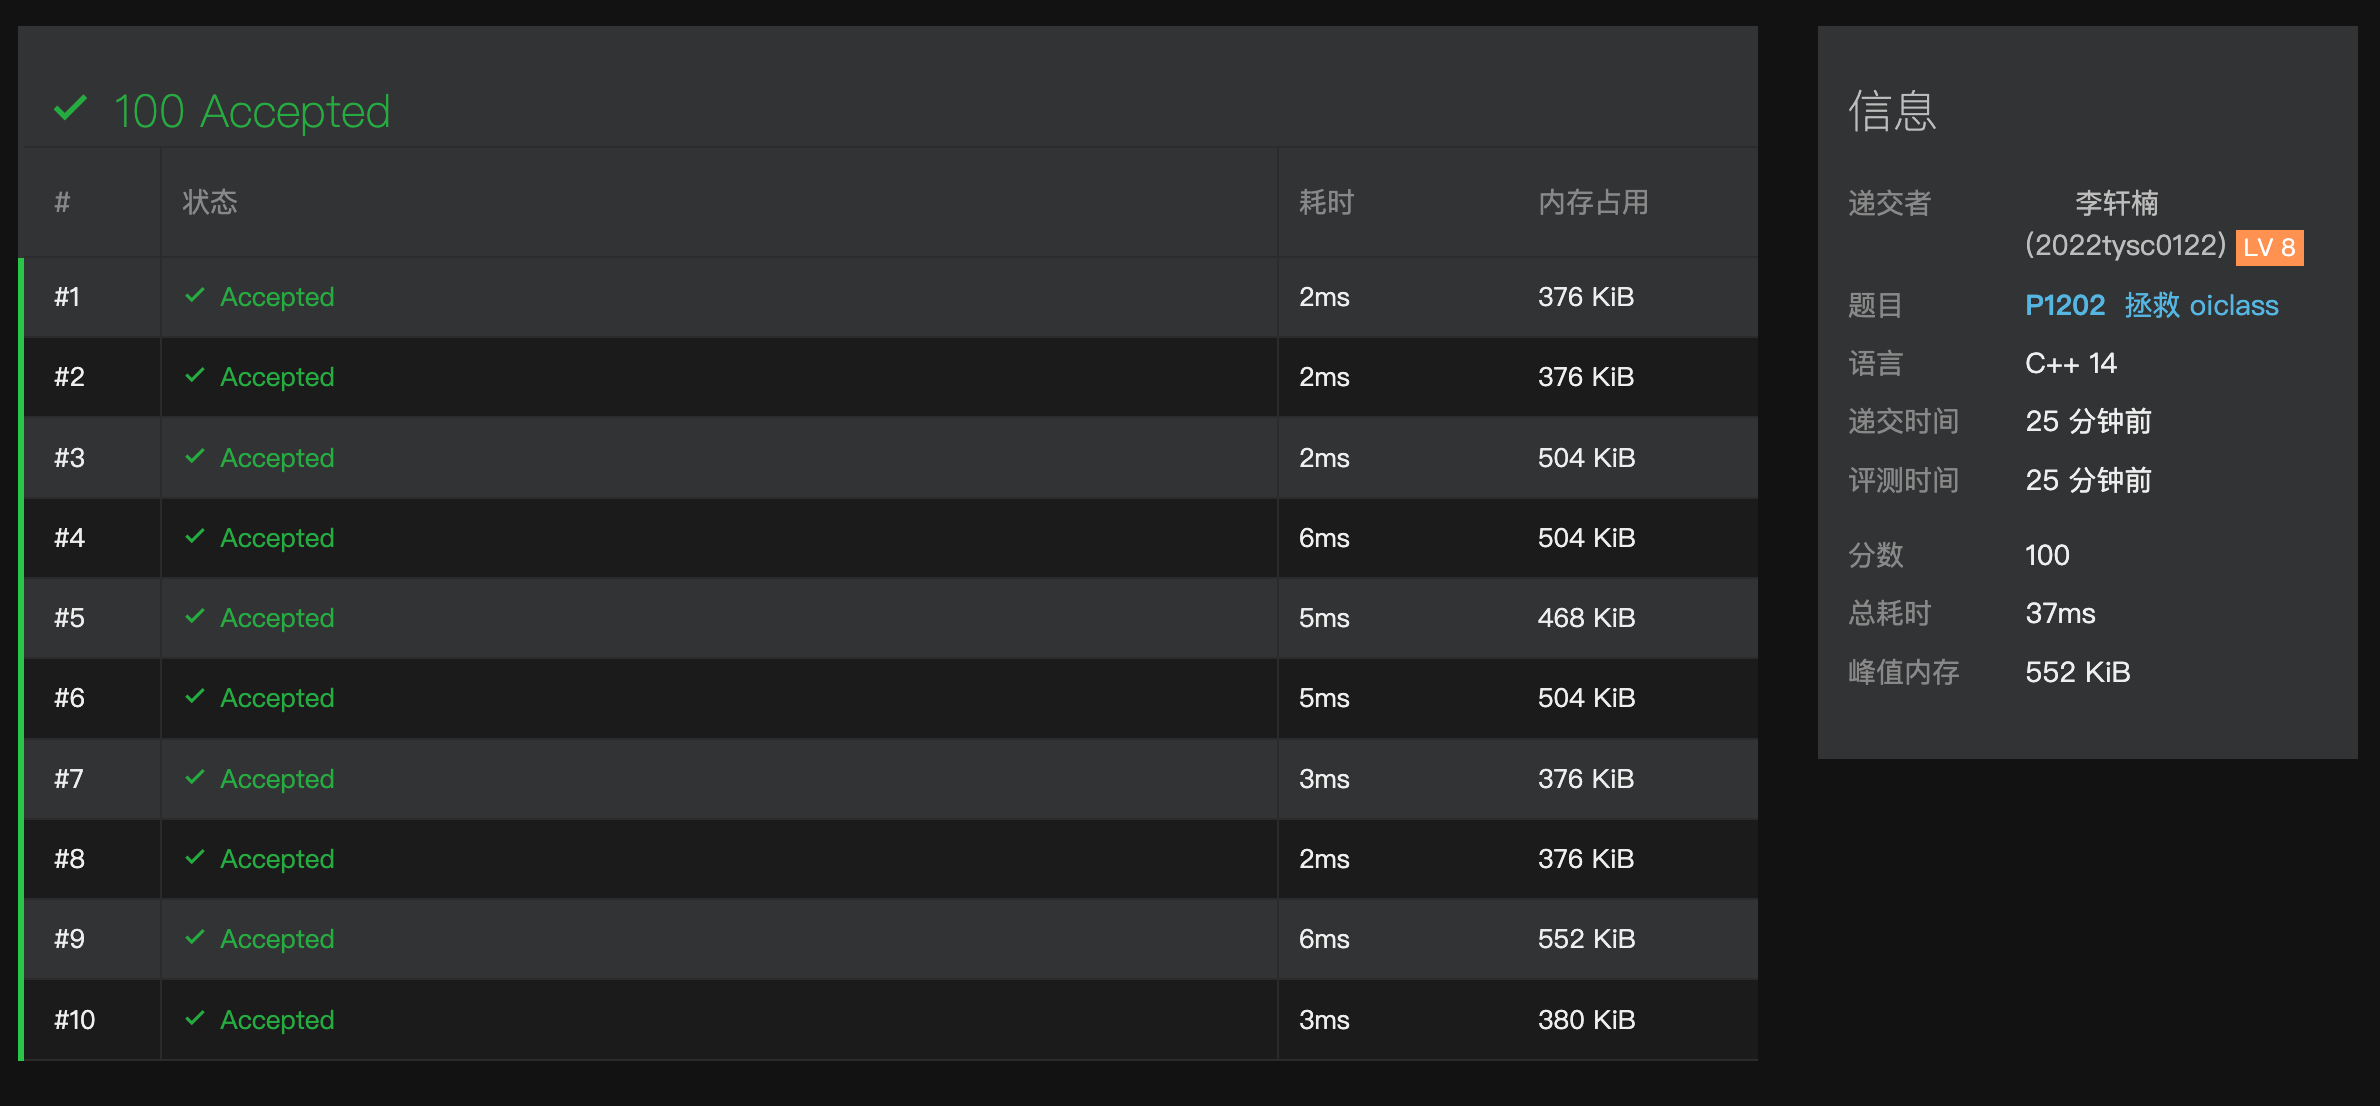 100 Accepted
# 状态 耗时 内存占用
#1 Accepted 2ms 376 KiB
#2 Accepted 2ms 376 KiB
#3 Accepted 2ms 504 KiB
#4 Accepted 6ms 504 KiB
#5 Accepted 5ms 468 KiB
#6 Accepted 5ms 504 KiB
#7 Accepted 3ms 376 KiB
#8 Accepted 2ms 376 KiB
#9 Accepted 6ms 552 KiB
#10 Accepted 3ms 380 KiB
信息
递交者 李轩楠
(2022tysc0122) LV 8
题目 P1202 拯救 oiclass
语言 C++ 14
递交时间 25 分钟前
评测时间 25 分钟前
分数 100
总耗时 37ms
峰值内存 552 KiB